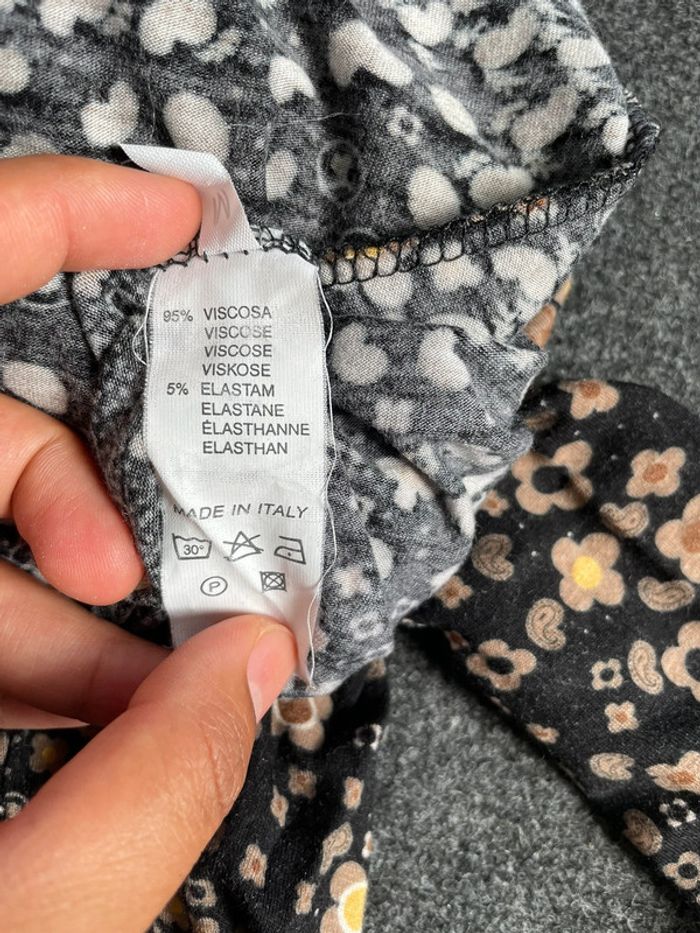 M
95% VISCOSA
VISCOSE
VISCOSE
VISKOSE
5% ELASTAM
ELASTANE
ÉLASTHANNE
ELASTHAN
MADE IN ITALY
30°
P